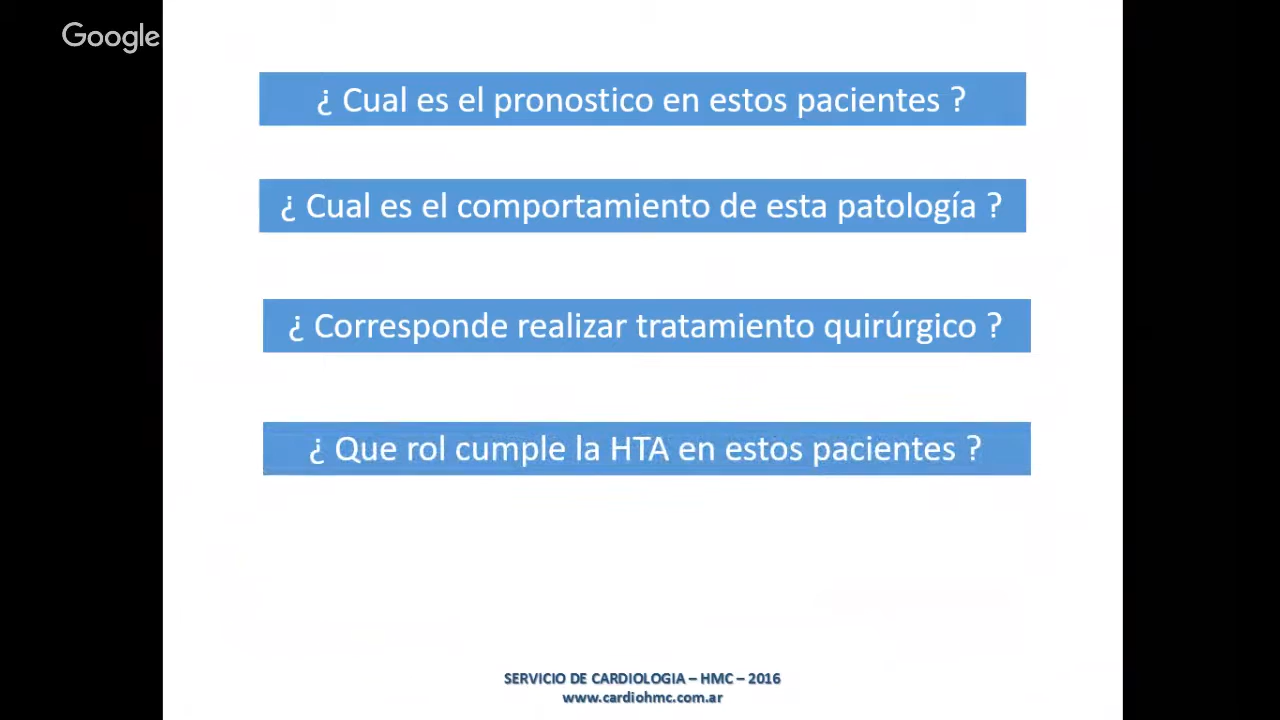 Google
¿ Cual es el pronostico en estos pacientes ?
¿ Cual es el comportamiento de esta patología ?
¿ Corresponde realizar tratamiento quirúrgico ?
¿ Que rol cumple la HTA en estos pacientes ?
SERVICIO DE CARDIOLOGIA – HMC – 2016
www.cardiohmc.com.ar